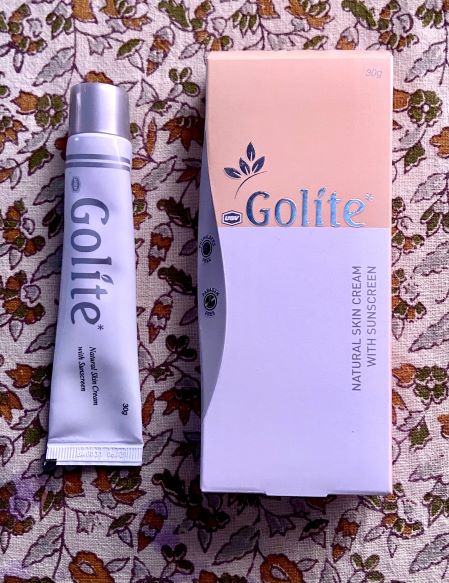 Golite*
Natural Skin Cream
with Sunscreen
30g
30g
USV
Golite*
NATURAL SKIN CREAM
WITH SUNSCREEN